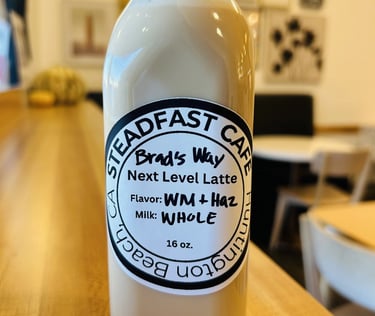 STEADFAST CAFE
Brad's Way
Next Level Latte
Flavor: WM + Haz
Milk: WHOLE
16 oz.
Huntington Beach, CA